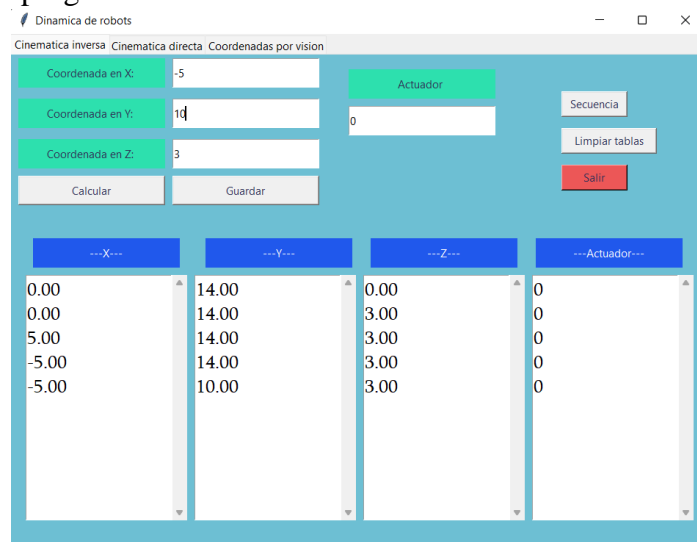 Dinamica de robots
Cinematica inversa Cinematica directa Coordenadas por vision
Coordenada en X: -5
Actuador
Coordenada en Y: 10
0
Secuencia
Coordenada en Z: 3
Limpiar tablas
Calcular Guardar
Salir
---X--- ---Y--- ---Z--- ---Actuador---
0.00 14.00 0.00 0
0.00 14.00 3.00 0
5.00 14.00 3.00 0
-5.00 14.00 3.00 0
-5.00 10.00 3.00 0